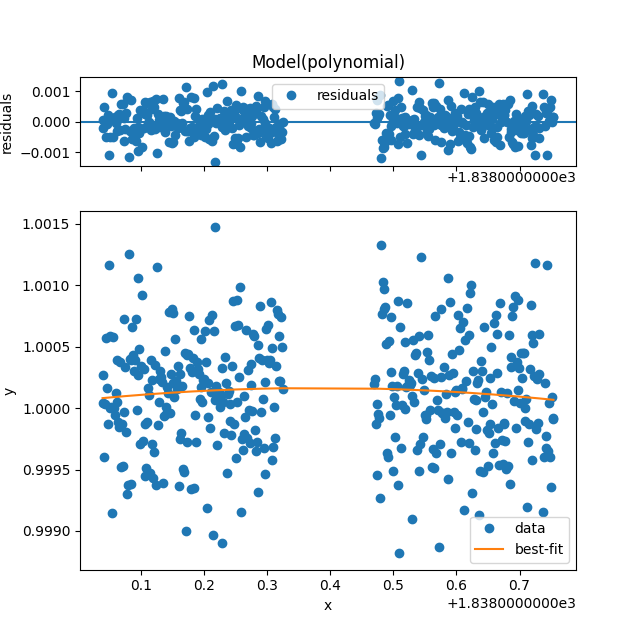 Model(polynomial)
0.001
0.000
−0.001
residuals
residuals
+1.8380000000e3
1.0015
1.0010
1.0005
1.0000
0.9995
0.9990
y
data
best-fit
0.1 0.2 0.3 0.4 0.5 0.6 0.7
x
+1.8380000000e3